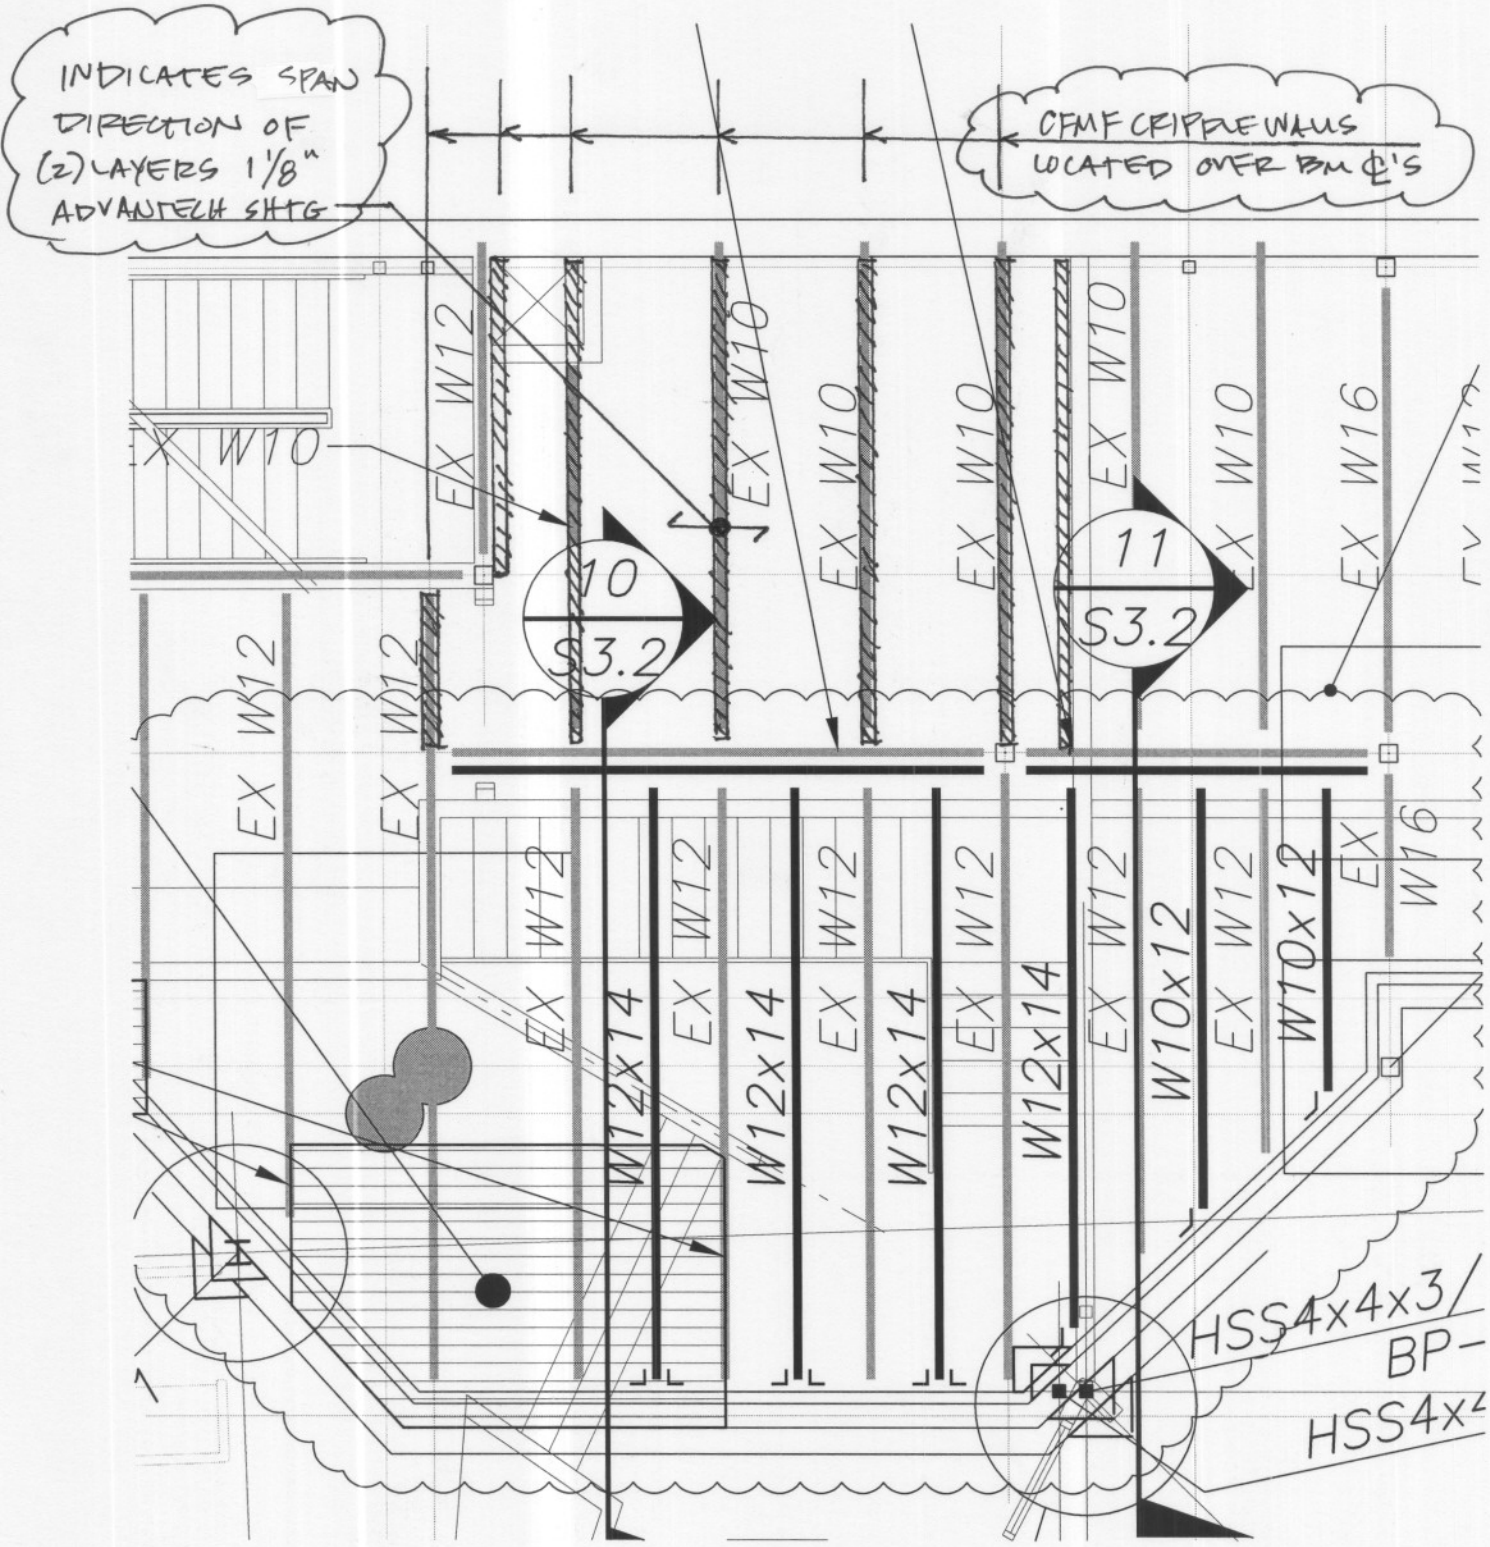 INDICATES SPAN
DIRECTION OF
(2) LAYERS 1 1/8"
ADVANTECH SHTG
CFMF CRIPPLE WALLS
LOCATED OVER BM ℄'S
EX W12
EX W10
EX W10
EX W10
EX W10
EX W10
EX W16
W10
10
S3.2
11
S3.2
EX W12
EX W12
EX W12
EX W12
EX W12
EX W12
EX W12
EX W12
EX
W16
W12x14
W12x14
W12x14
W12x14
W10x12
W10x12
HSS4x4x3/
BP-
HSS4x4